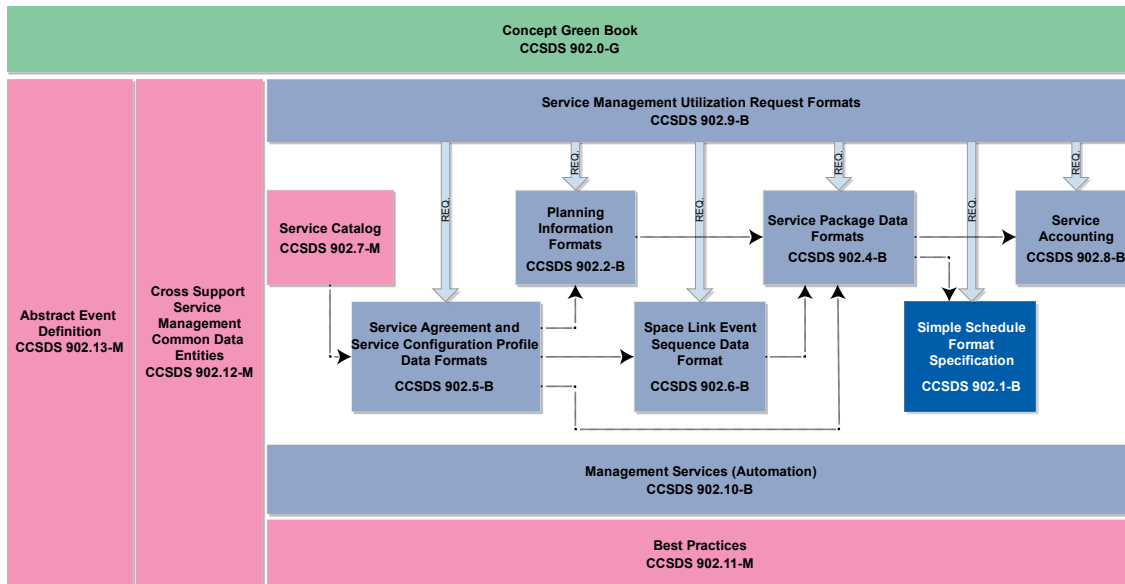 Concept Green Book
CCSDS 902.0-G
Service Management Utilization Request Formats
CCSDS 902.9-B
REQ.
REQ.
REQ.
REQ.
REQ.
REQ.
Service Catalog
CCSDS 902.7-M
Planning
Information
Formats
CCSDS 902.2-B
Service Package Data
Formats
CCSDS 902.4-B
Service
Accounting
CCSDS 902.8-B
Abstract Event
Definition
CCSDS 902.13-M
Cross Support
Service
Management
Common Data
Entities
CCSDS 902.12-M
Service Agreement and
Service Configuration Profile
Data Formats
CCSDS 902.5-B
Space Link Event
Sequence Data
Format
CCSDS 902.6-B
Simple Schedule
Format
Specification
CCSDS 902.1-B
Management Services (Automation)
CCSDS 902.10-B
Best Practices
CCSDS 902.11-M